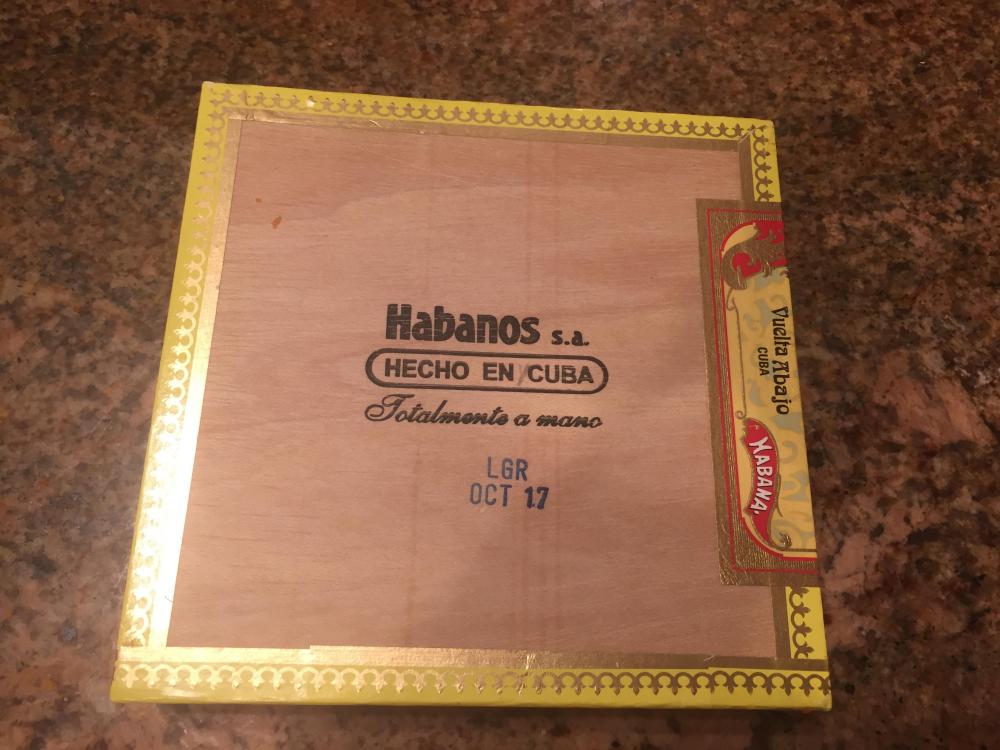 Habanos s.a.
HECHO EN CUBA
Totalmente a mano
LGR
OCT 17
Vuelta Abajo
CUBA
HABANA.